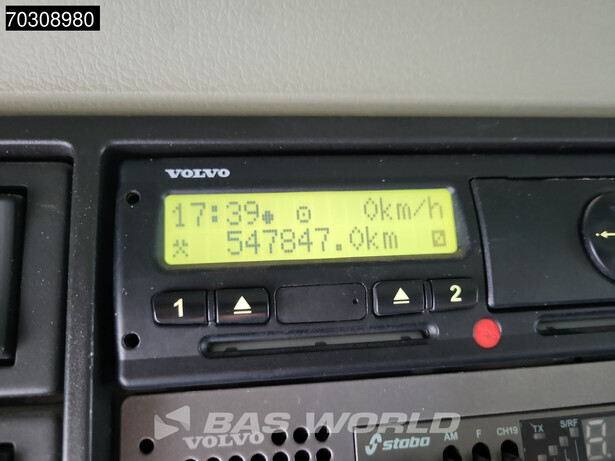 70308980
VOLVO
17:39 0km/h
547847.0km
1 2
BAS WORLD
VOLVO
stabo AM F CH19 TX S/RF